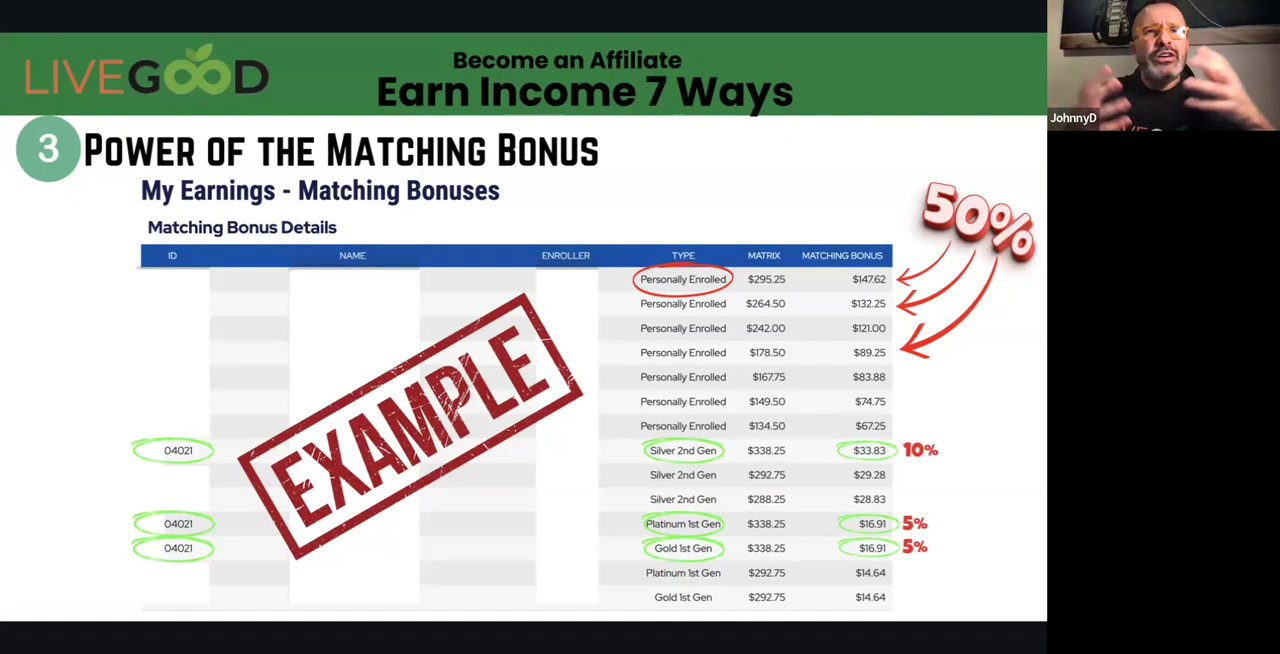 LIVEGOOD
Become an Affiliate
Earn Income 7 Ways
JohnnyD
3 POWER OF THE MATCHING BONUS
My Earnings - Matching Bonuses
Matching Bonus Details
50%
ID NAME ENROLLER TYPE MATRIX MATCHING BONUS
Personally Enrolled $295.25 $147.62
Personally Enrolled $264.50 $132.25
Personally Enrolled $242.00 $121.00
Personally Enrolled $178.50 $89.25
Personally Enrolled $167.75 $83.88
Personally Enrolled $149.50 $74.75
Personally Enrolled $134.50 $67.25
04021 Silver 2nd Gen $338.25 $33.83 10%
Silver 2nd Gen $292.75 $29.28
Silver 2nd Gen $288.25 $28.83
04021 Platinum 1st Gen $338.25 $16.91 5%
04021 Gold 1st Gen $338.25 $16.91 5%
Platinum 1st Gen $292.75 $14.64
Gold 1st Gen $292.75 $14.64
EXAMPLE